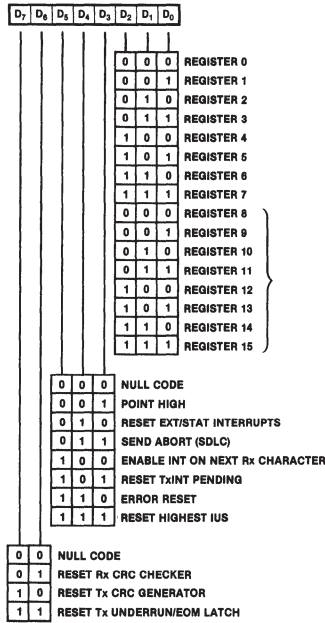 D7 D6 D5 D4 D3 D2 D1 D0
0 0 0 REGISTER 0
0 0 1 REGISTER 1
0 1 0 REGISTER 2
0 1 1 REGISTER 3
1 0 0 REGISTER 4
1 0 1 REGISTER 5
1 1 0 REGISTER 6
1 1 1 REGISTER 7
0 0 0 REGISTER 8
0 0 1 REGISTER 9
0 1 0 REGISTER 10
0 1 1 REGISTER 11
1 0 0 REGISTER 12
1 0 1 REGISTER 13
1 1 0 REGISTER 14
1 1 1 REGISTER 15
0 0 0 NULL CODE
0 0 1 POINT HIGH
0 1 0 RESET EXT/STAT INTERRUPTS
0 1 1 SEND ABORT (SDLC)
1 0 0 ENABLE INT ON NEXT Rx CHARACTER
1 0 1 RESET TxINT PENDING
1 1 0 ERROR RESET
1 1 1 RESET HIGHEST IUS
0 0 NULL CODE
0 1 RESET Rx CRC CHECKER
1 0 RESET Tx CRC GENERATOR
1 1 RESET Tx UNDERRUN/EOM LATCH